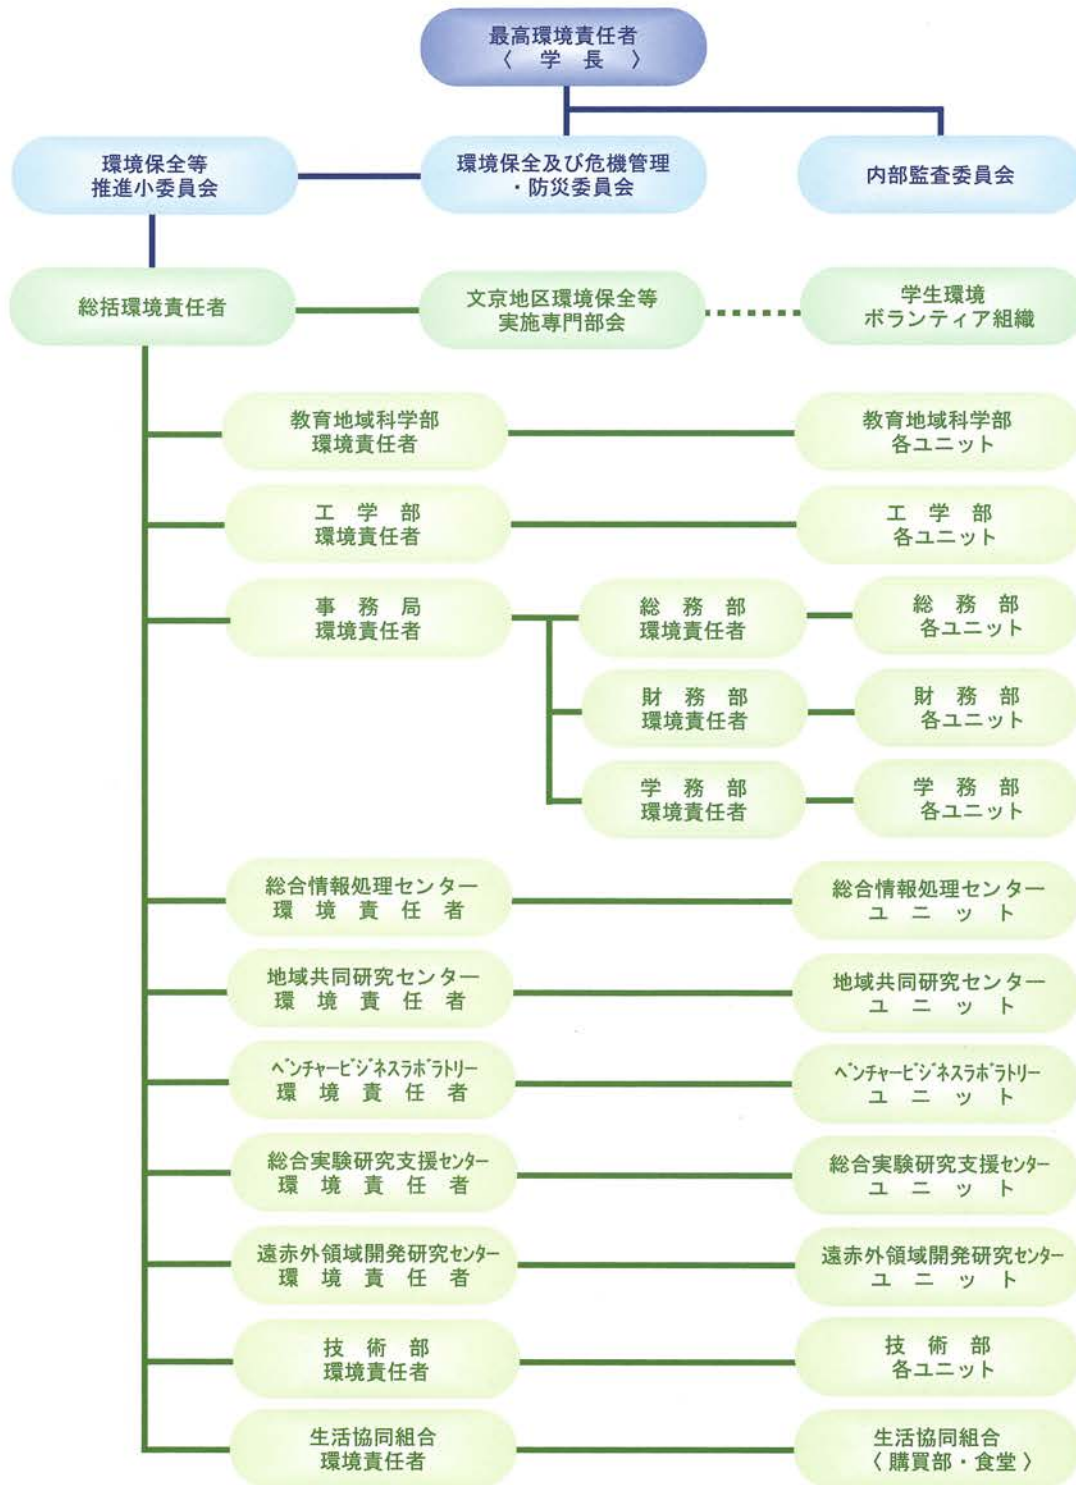 最高環境責任者
〈 学 長 〉
環境保全等
推進小委員会
環境保全及び危機管理
・防災委員会
内部監査委員会
総括環境責任者
文京地区環境保全等
実施専門部会
学生環境
ボランティア組織
教育地域科学部
環境責任者
教育地域科学部
各ユニット
工 学 部
環境責任者
工 学 部
各ユニット
事 務 局
環境責任者
総 務 部
環境責任者
総 務 部
各ユニット
財 務 部
環境責任者
財 務 部
各ユニット
学 務 部
環境責任者
学 務 部
各ユニット
総合情報処理センター
環 境 責 任 者
総合情報処理センター
ユ ニ ッ ト
地域共同研究センター
環 境 責 任 者
地域共同研究センター
ユ ニ ッ ト
ベンチャービジネスラボラトリー
環 境 責 任 者
ベンチャービジネスラボラトリー
ユ ニ ッ ト
総合実験研究支援センター
環 境 責 任 者
総合実験研究支援センター
ユ ニ ッ ト
遠赤外領域開発研究センター
環 境 責 任 者
遠赤外領域開発研究センター
ユ ニ ッ ト
技 術 部
環境責任者
技 術 部
各ユニット
生活協同組合
環境責任者
生活協同組合
〈 購買部・食堂 〉